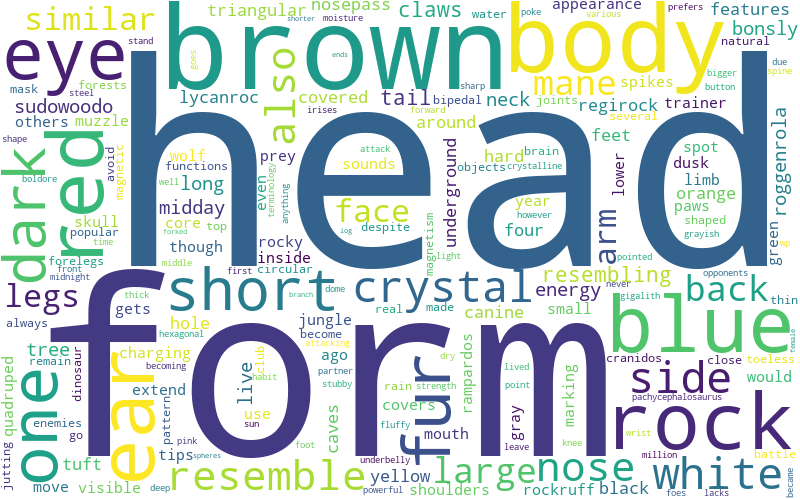 similar
eye
brown
body
head
form
triangular
nosepass
claws
water
appearance
features
bonsly
shorter
moisture
poke
various
prefers
natural
due
spine
stand
goes
ends
sharp
mane
spikes
bigger
button
mask
steel
forests
sudowoodo
others
muzzle
lycanroc
covered
tail
bipedal
neck
joints
regirock
trainer
several
shape
also
irises
forward
around
feet
boldore
avoid
magnetic
wolf
functions
prey
sounds
attack
hard
brain
crystalline
objects
spot
dusk
roggenrola
red
dark
well
long
even
terminology
anything
underground
year
however
lower
limb
orange
paws
skull
core
top
midday
face
despite
four
arm
shaped
grayish
green
popular
time
though
rocky
inside
magnetism
log
light
pointed
wp
forelegs
front
midnight
forked
middle
first
circular
opponents
never
gigalith
legs
thick
short
branch
dome
crystal
energy
resembling
back
thin
always
gets
hole
real
made
canine
small
blue
female
hexagonal
jungle
become
tree
remain
charging
attacking
ago
dry
lived
cranidos
close
toeless
jutting
quadruped
dinosaur
one
becoming
extend
live
club
partner
rain
strength
rampardos
point
would
enemies
ear
pattern
use
habit
stubby
covers
fur
leave
gray
marking
side
pachycephalosaurus
go
pink
sun
fluffy
mouth
knee
rock
wrist
battle
tuft
tips
foot
caves
underbelly
million
move
visible
deep
spheres
resemble
yellow
powerful
shoulders
large
nose
rockruff
black
white
foes
lacks
became